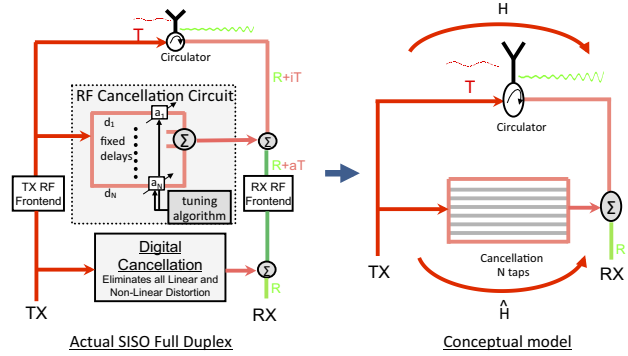 T
Circulator
R+iT
RF Cancellation Circuit
d1
a1
fixed
delays
Σ
Σ
R+aT
aN
dN
TX RF
Frontend
RX RF
Frontend
tuning
algorithm
Digital
Cancellation
Eliminates all Linear and
Non-Linear Distortion
Σ
R
TX
RX
Actual SISO Full Duplex
H
T
Circulator
Σ
R
Cancellation
N taps
TX
RX
Ĥ
Conceptual model